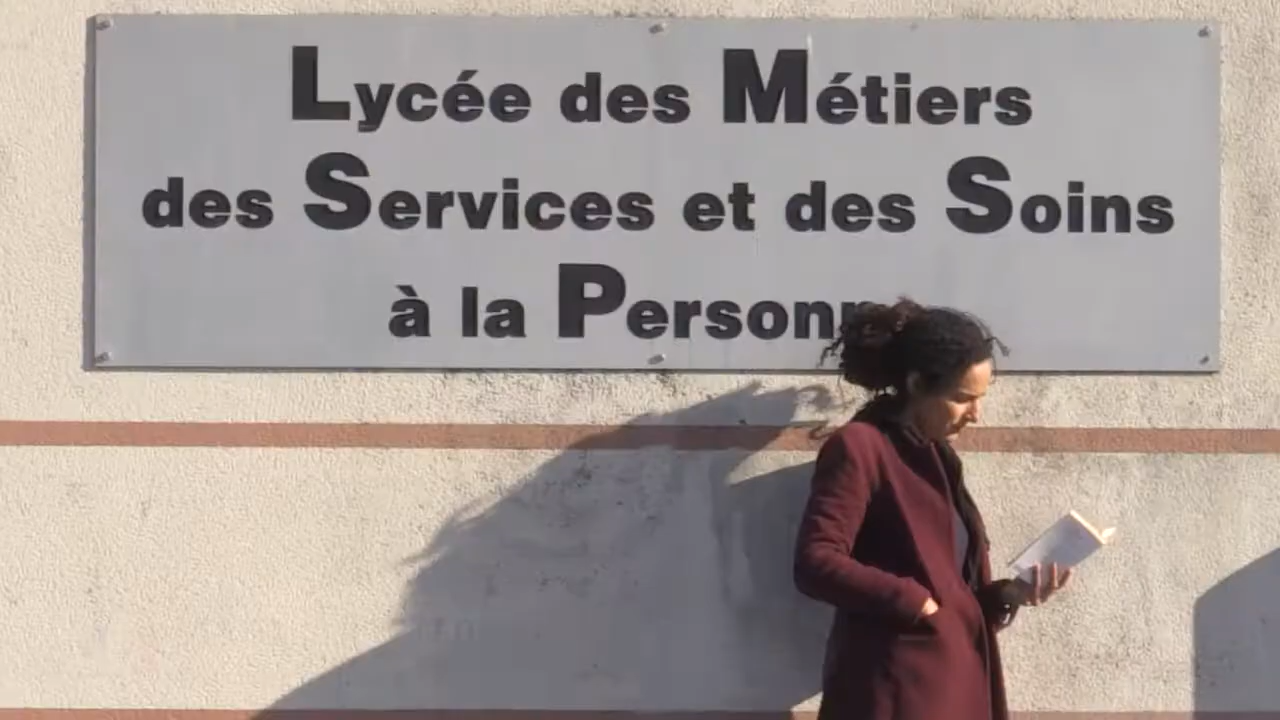 Lycée des Métiers
des Services et des Soins
à la Personn